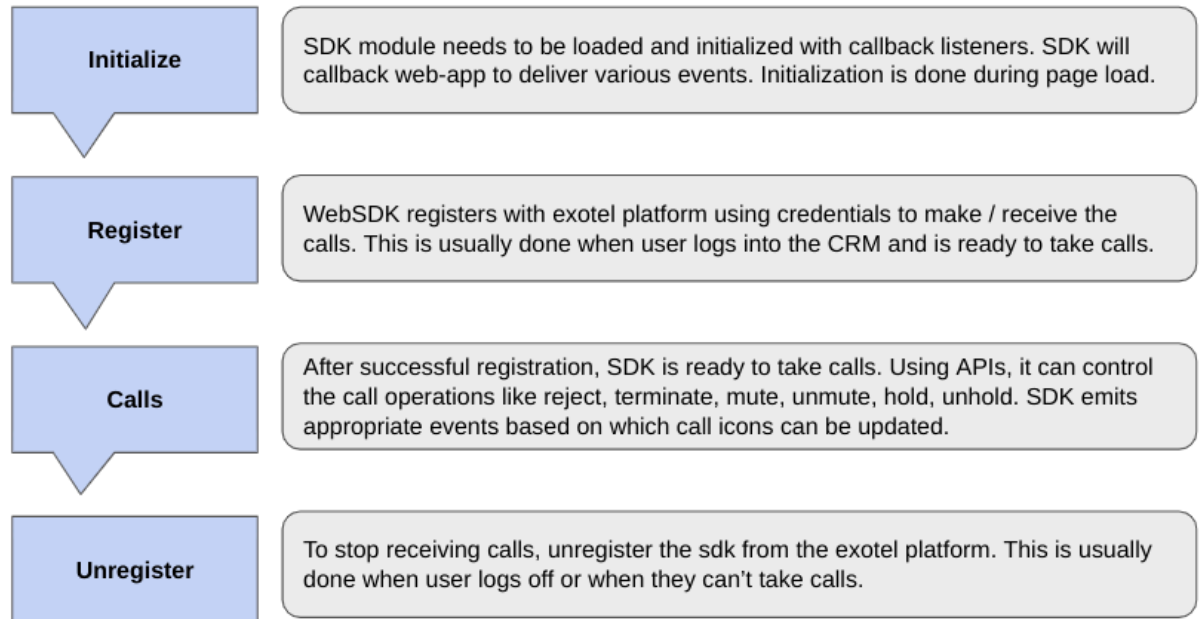 Initialize
SDK module needs to be loaded and initialized with callback listeners. SDK will
callback web-app to deliver various events. Initialization is done during page load.
Register
WebSDK registers with exotel platform using credentials to make / receive the
calls. This is usually done when user logs into the CRM and is ready to take calls.
Calls
After successful registration, SDK is ready to take calls. Using APIs, it can control
the call operations like reject, terminate, mute, unmute, hold, unhold. SDK emits
appropriate events based on which call icons can be updated.
Unregister
To stop receiving calls, unregister the sdk from the exotel platform. This is usually
done when user logs off or when they can’t take calls.